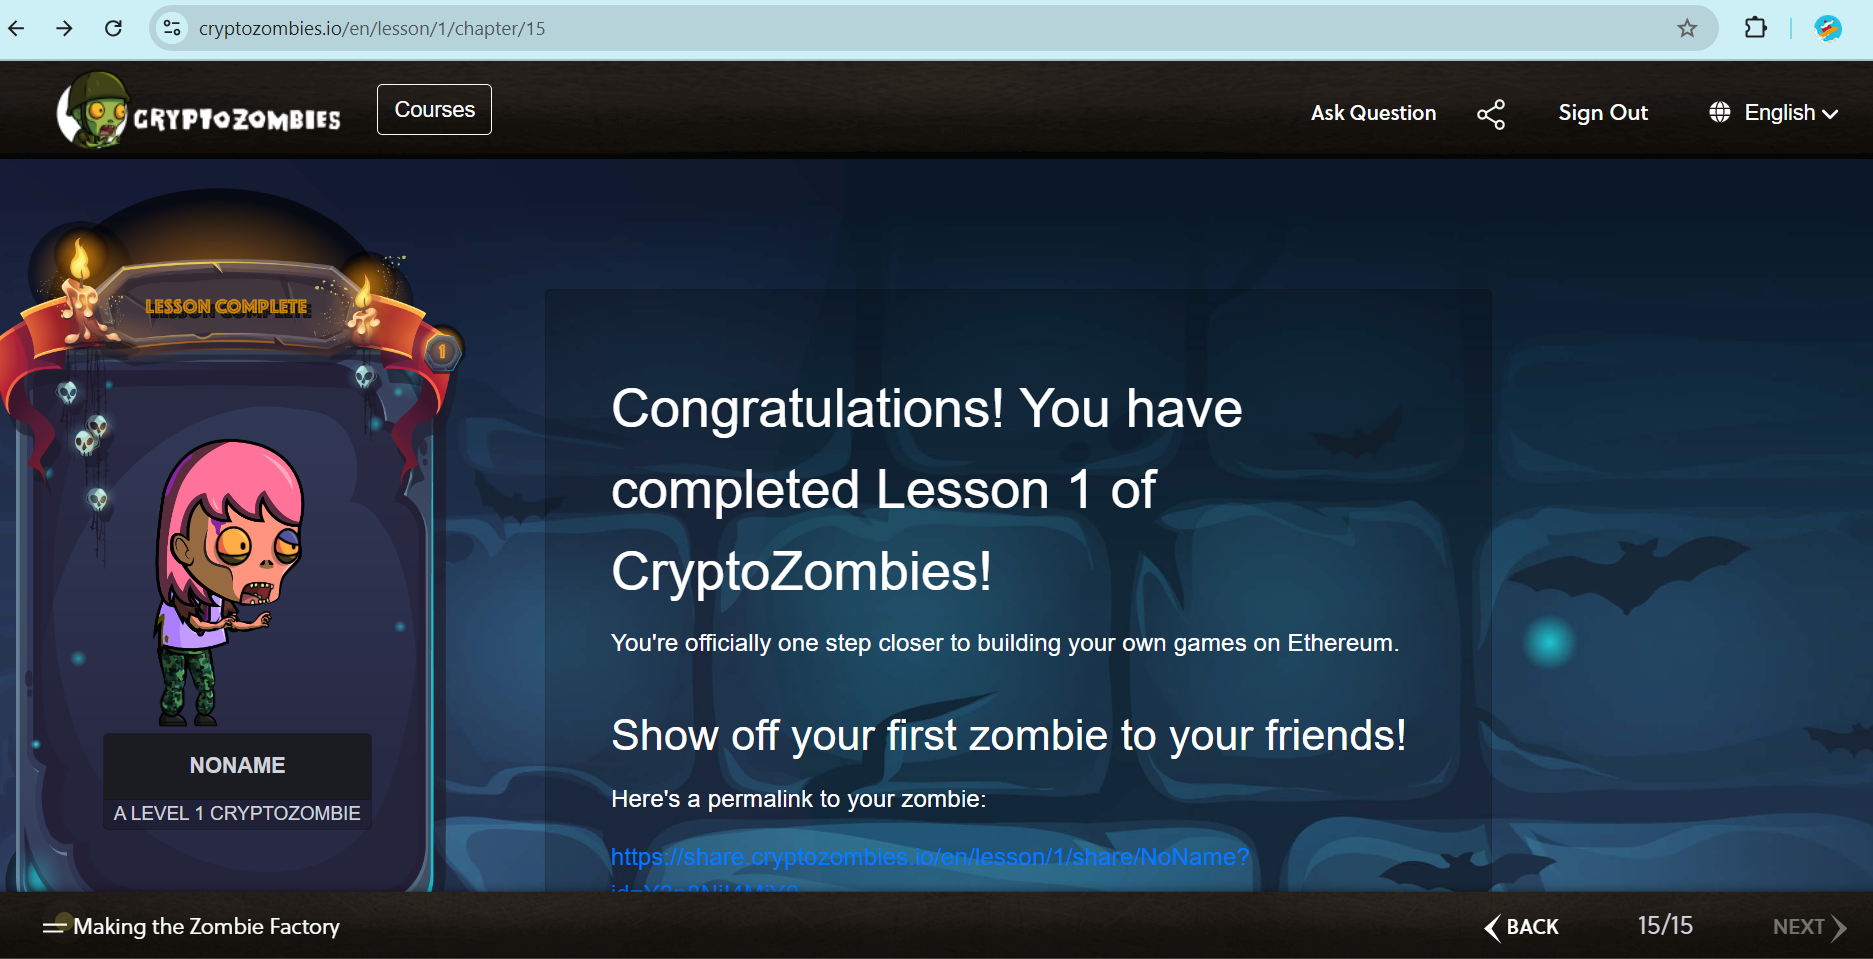 cryptozombies.io/en/lesson/1/chapter/15
CRYPTOZOMBIES
Courses
Ask Question
Sign Out
English
LESSON COMPLETE
1
Congratulations! You have
completed Lesson 1 of
CryptoZombies!
You're officially one step closer to building your own games on Ethereum.
Show off your first zombie to your friends!
Here's a permalink to your zombie:
https://share.cryptozombies.io/en/lesson/1/share/NoName?
NONAME
A LEVEL 1 CRYPTOZOMBIE
Making the Zombie Factory
BACK
15/15
NEXT